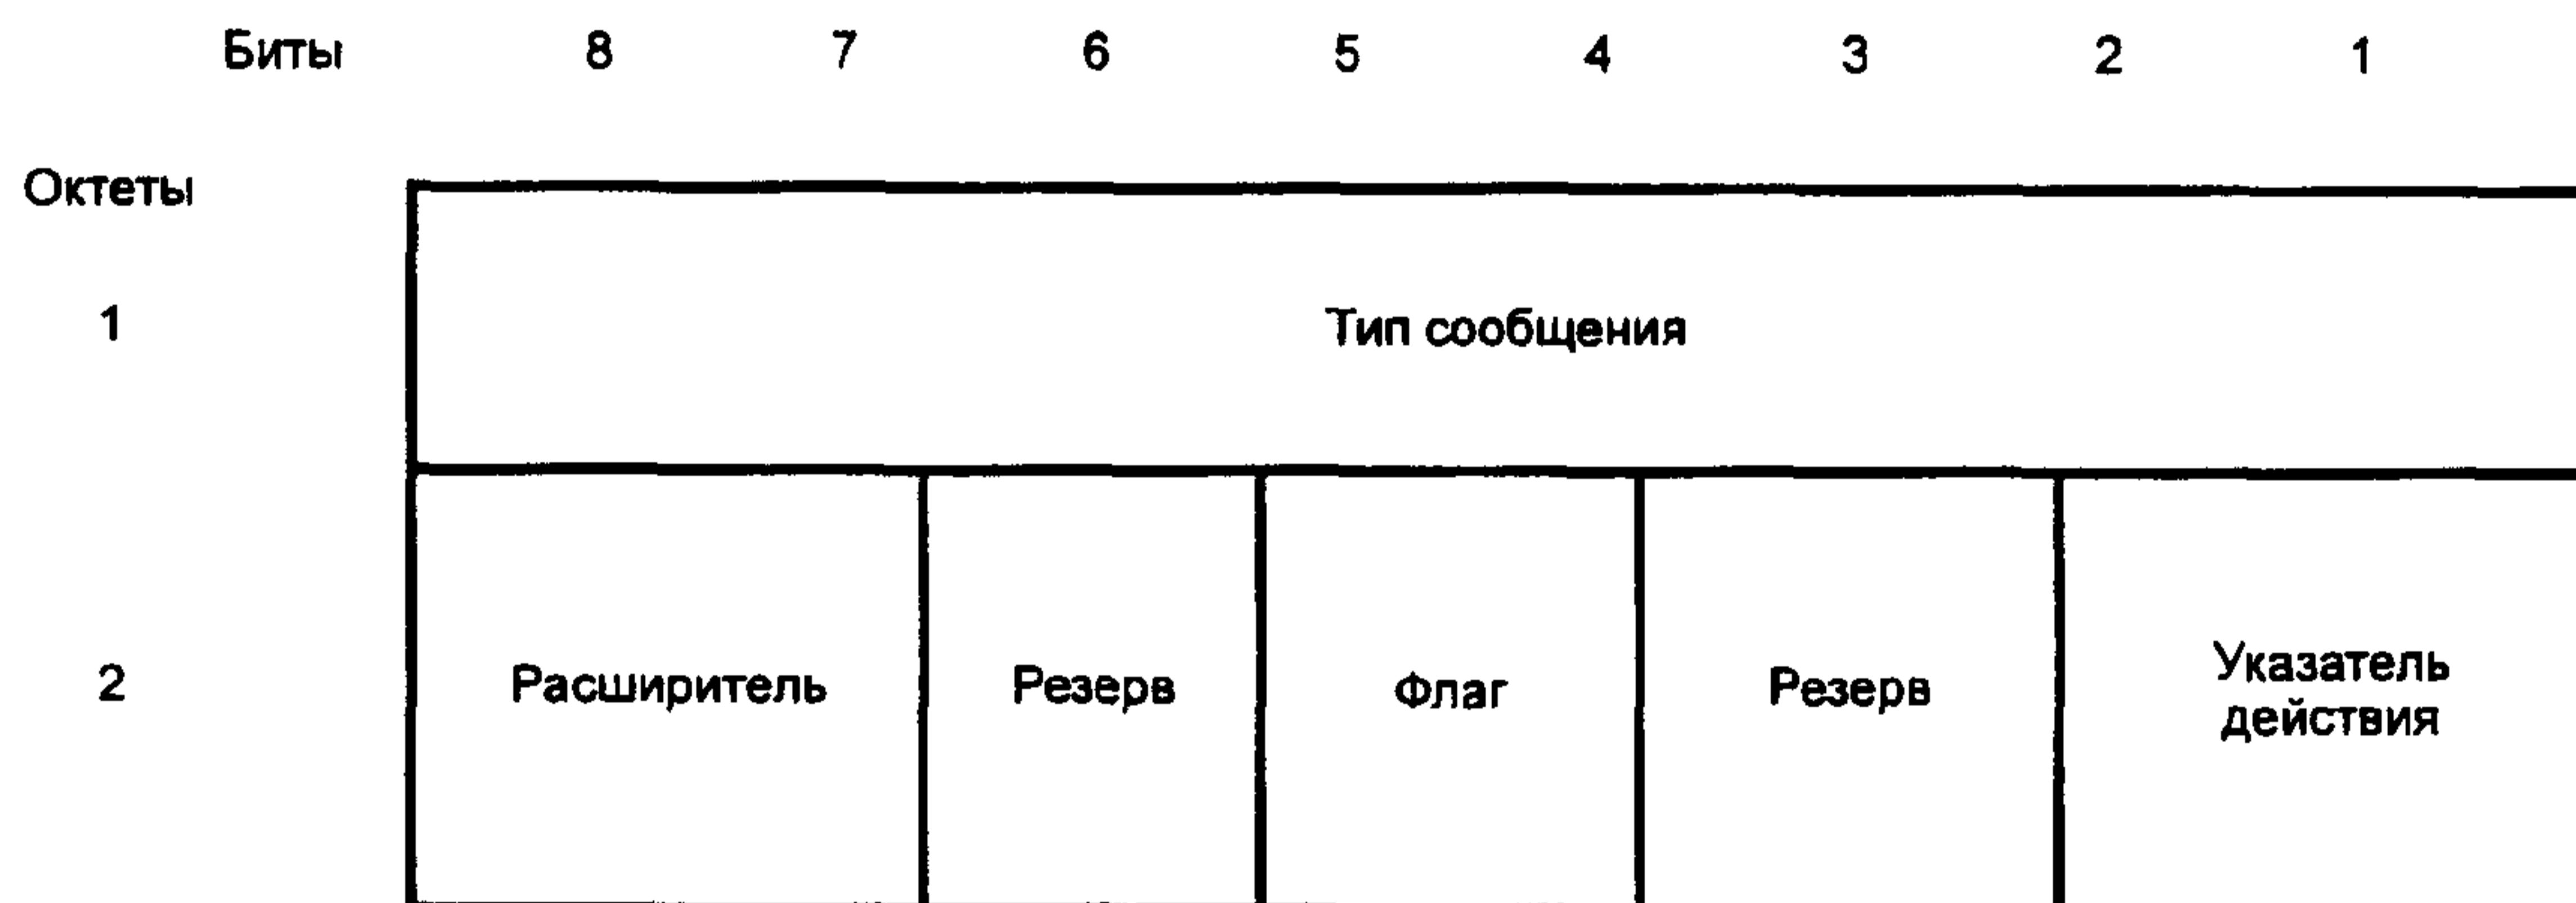 Биты 8 7 6 5 4 3 2 1
Октеты
1 Тип сообщения
2 Расширитель Резерв Флаг Резерв Указатель
действия